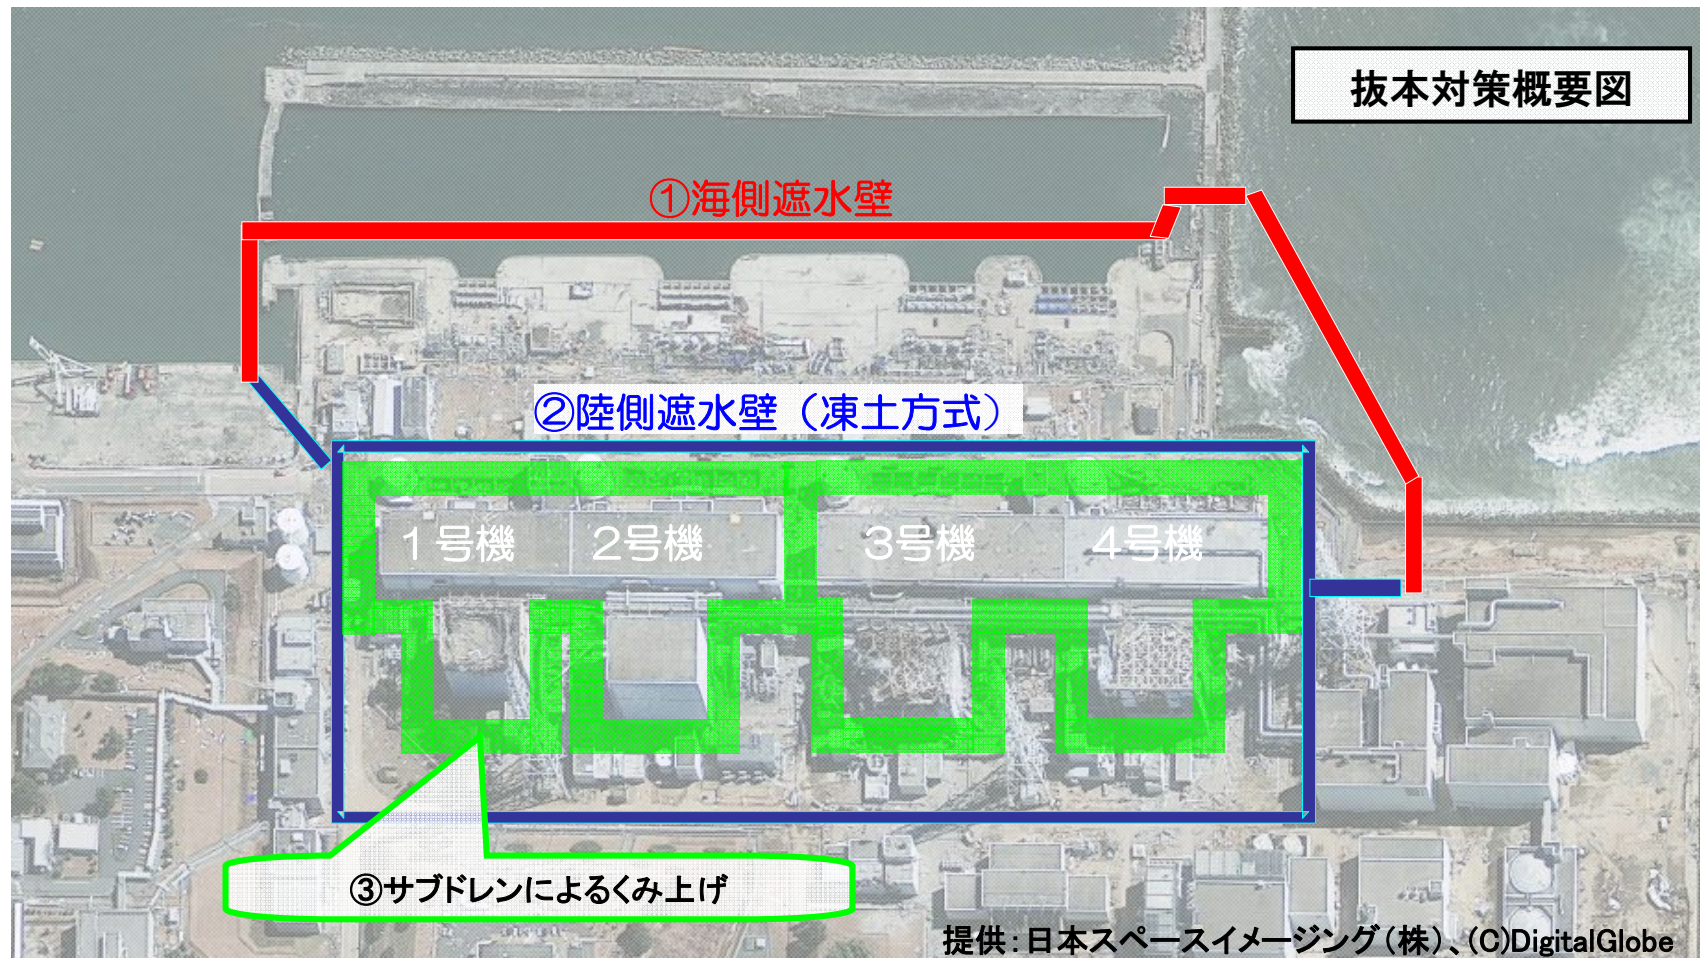 抜本対策概要図
①海側遮水壁
②陸側遮水壁（凍土方式）
1号機
2号機
3号機
4号機
③サブドレンによるくみ上げ
提供：日本スペースイメージング（株）、(C)DigitalGlobe